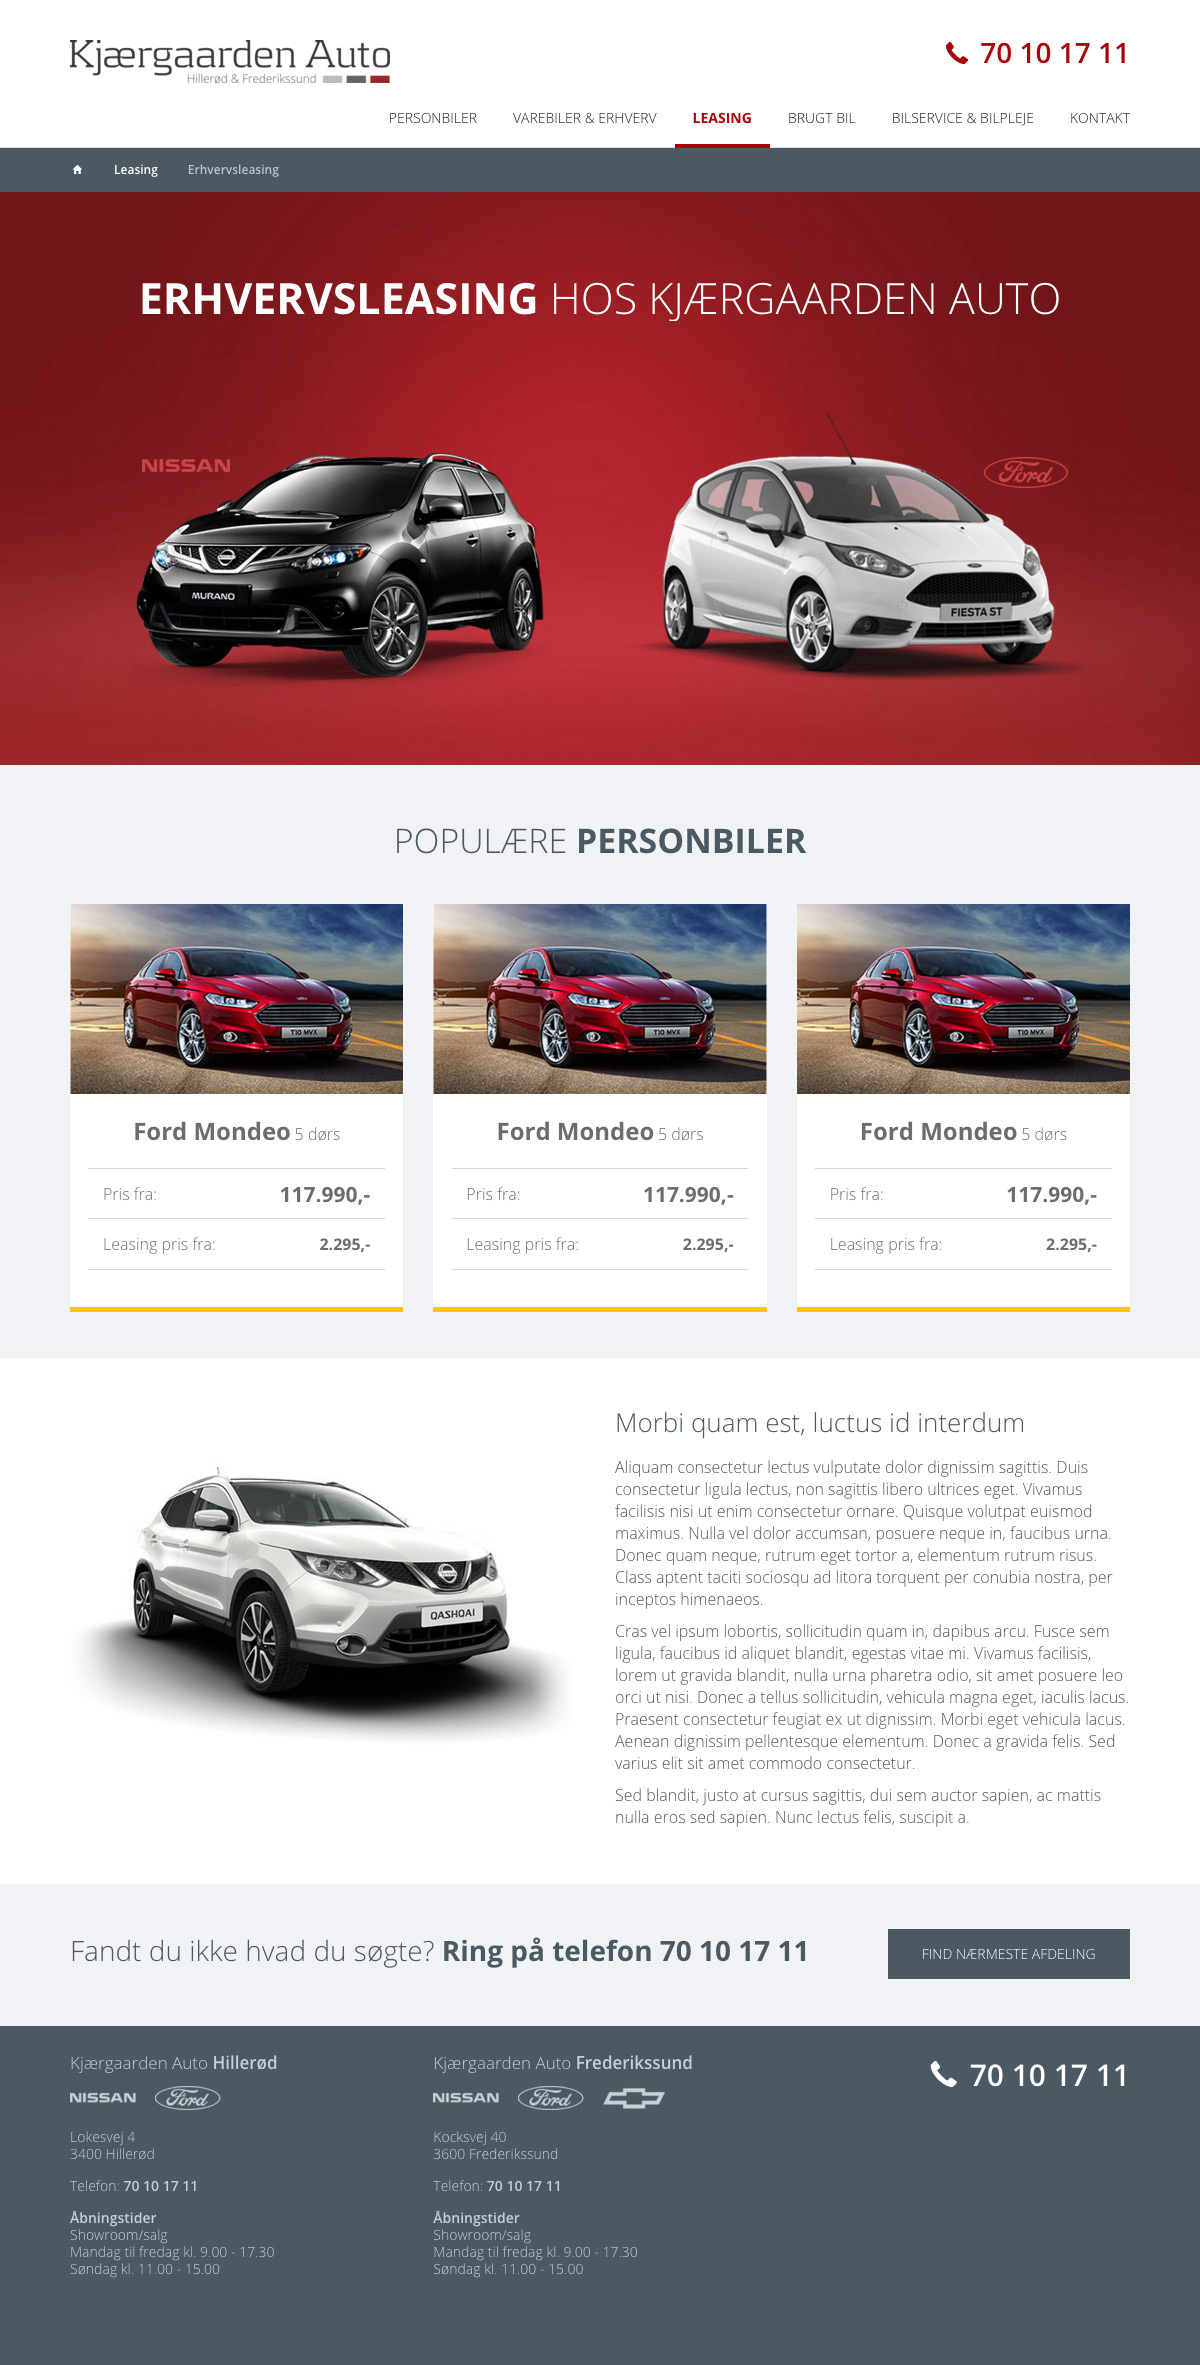 Kjærgaarden Auto
Hillerød & Frederikssund
70 10 17 11
PERSONBILER VAREBILER & ERHVERV LEASING BRUGT BIL BILSERVICE & BILPLEJE KONTAKT
Leasing Erhvervsleasing
ERHVERVSLEASING HOS KJÆRGAARDEN AUTO
NISSAN
Ford
MURANO
FIESTA ST
POPULÆRE PERSONBILER
T10 MVX T10 MVX T10 MVX
Ford Mondeo 5 dørs
Pris fra: 117.990,-
Leasing pris fra: 2.295,-
Ford Mondeo 5 dørs
Pris fra: 117.990,-
Leasing pris fra: 2.295,-
Ford Mondeo 5 dørs
Pris fra: 117.990,-
Leasing pris fra: 2.295,-
QASHQAI
Morbi quam est, luctus id interdum
Aliquam consectetur lectus vulputate dolor dignissim sagittis. Duis
consectetur ligula lectus, non sagittis libero ultrices eget. Vivamus
facilisis nisi ut enim consectetur ornare. Quisque volutpat euismod
maximus. Nulla vel dolor accumsan, posuere neque in, faucibus urna.
Donec quam neque, rutrum eget tortor a, elementum rutrum risus.
Class aptent taciti sociosqu ad litora torquent per conubia nostra, per
inceptos himenaeos.
Cras vel ipsum lobortis, sollicitudin quam in, dapibus arcu. Fusce sem
ligula, faucibus id aliquet blandit, egestas vitae mi. Vivamus facilisis,
lorem ut gravida blandit, nulla urna pharetra odio, sit amet posuere leo
orci ut nisi. Donec a tellus sollicitudin, vehicula magna eget, iaculis lacus.
Praesent consectetur feugiat ex ut dignissim. Morbi eget vehicula lacus.
Aenean dignissim pellentesque elementum. Donec a gravida felis. Sed
varius elit sit amet commodo consectetur.
Sed blandit, justo at cursus sagittis, dui sem auctor sapien, ac mattis
nulla eros sed sapien. Nunc lectus felis, suscipit a.
Fandt du ikke hvad du søgte? Ring på telefon 70 10 17 11
FIND NÆRMESTE AFDELING
Kjærgaarden Auto Hillerød
NISSAN Ford
Lokesvej 4
3400 Hillerød
Telefon: 70 10 17 11
Åbningstider
Showroom/salg
Mandag til fredag kl. 9.00 - 17.30
Søndag kl. 11.00 - 15.00
Kjærgaarden Auto Frederikssund
NISSAN Ford
Kocksvej 40
3600 Frederikssund
Telefon: 70 10 17 11
Åbningstider
Showroom/salg
Mandag til fredag kl. 9.00 - 17.30
Søndag kl. 11.00 - 15.00
70 10 17 11